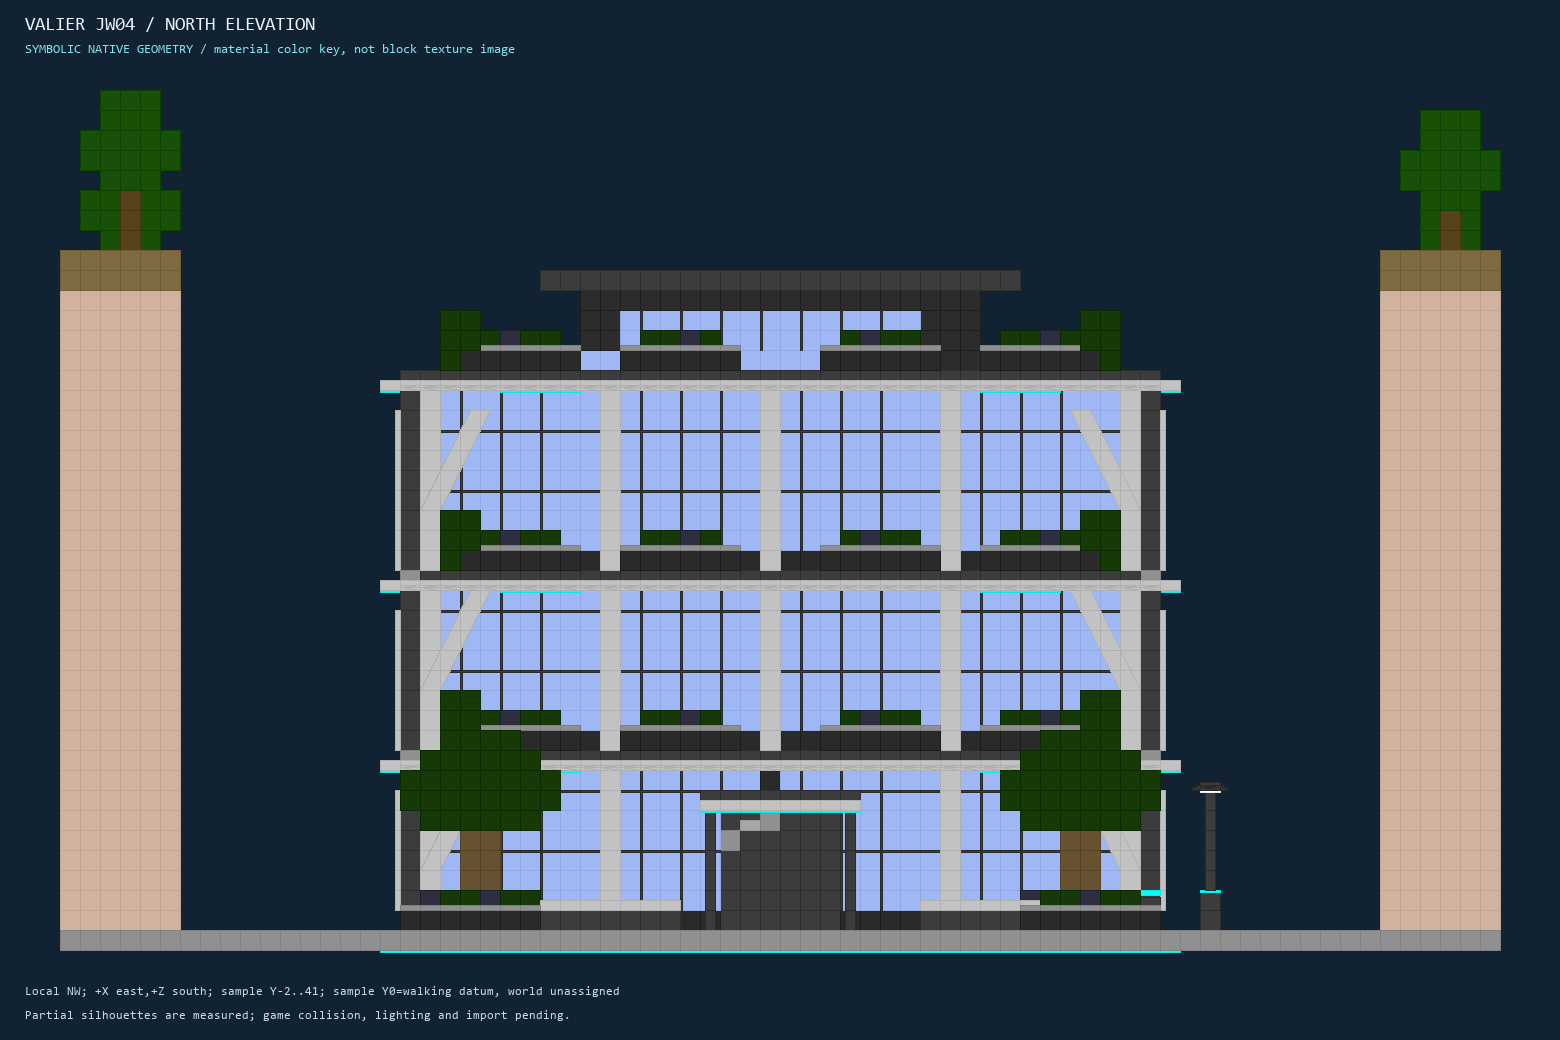 VALIER JW04 / NORTH ELEVATION
SYMBOLIC NATIVE GEOMETRY / material color key, not block texture image
Local NW; +X east,+Z south; sample Y-2..41; sample Y0=walking datum, world unassigned
Partial silhouettes are measured; game collision, lighting and import pending.